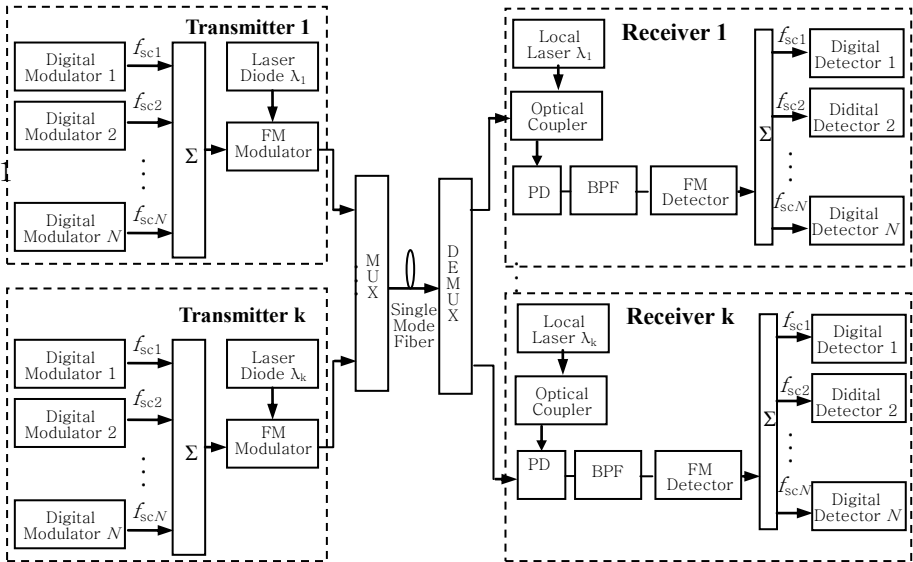 Transmitter 1
Digital
Modulator 1
fsc1
Digital
Modulator 2
fsc2
Digital
Modulator N
fscN
Σ
Laser
Diode λ1
FM
Modulator
1
Transmitter k
Digital
Modulator 1
fsc1
Digital
Modulator 2
fsc2
Digital
Modulator N
fscN
Σ
Laser
Diode λk
FM
Modulator
MUX
Single
Mode
Fiber
DEMUX
Receiver 1
Local
Laser λ1
Optical
Coupler
PD
BPF
FM
Detector
Σ
fsc1
Digital
Detector 1
fsc2
Didital
Detector 2
fscN
Digital
Detector N
Receiver k
Local
Laser λk
Optical
Coupler
PD
BPF
FM
Detector
Σ
fsc1
Digital
Detector 1
fsc2
Didital
Detector 2
fscN
Digital
Detector N